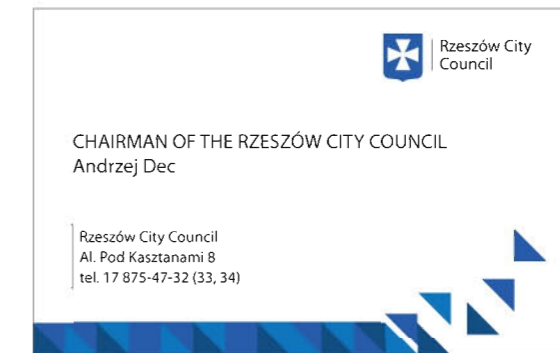 Rzeszów City
Council
CHAIRMAN OF THE RZESZÓW CITY COUNCIL
Andrzej Dec
Rzeszów City Council
Al. Pod Kasztanami 8
tel. 17 875-47-32 (33, 34)